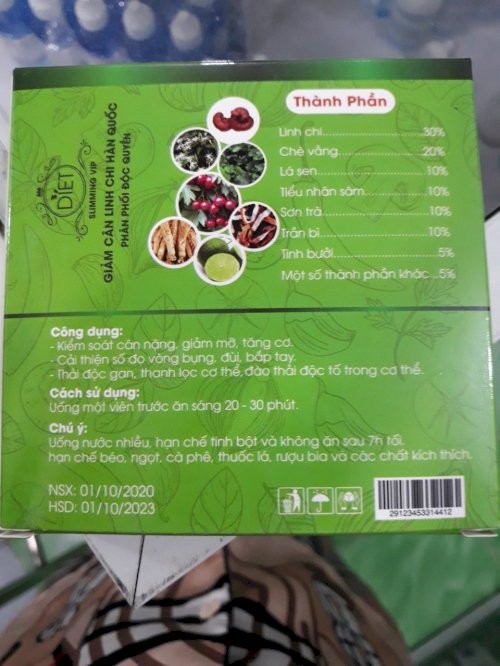 DIET
SLIMMING VIP
GIẢM CÂN LINH CHI HÀN QUỐC
PHÂN PHỐI ĐỘC QUYỀN
Thành Phần
Linh chi............................30%
Chè vằng.......................20%
Lá sen.............................10%
Tiểu nhân sâm..............10%
Sơn trà............................10%
Trần bì.............................10%
Tinh bưởi.........................5%
Một số thành phần khác...5%
Công dụng:
- Kiểm soát cân nặng, giảm mỡ, tăng cơ.
- Cải thiện số đo vòng bụng, đùi, bắp tay.
- Thải độc gan, thanh lọc cơ thể,đào thải độc tố trong cơ thể.
Cách sử dụng:
Uống một viên trước ăn sáng 20 - 30 phút.
Chú ý:
Uống nước nhiều, hạn chế tinh bột và không ăn sau 7h tối.
hạn chế béo, ngọt, cà phê, thuốc lá, rượu bia và các chất kích thích.
NSX: 01/10/2020
HSD: 01/10/2023
29123453314412